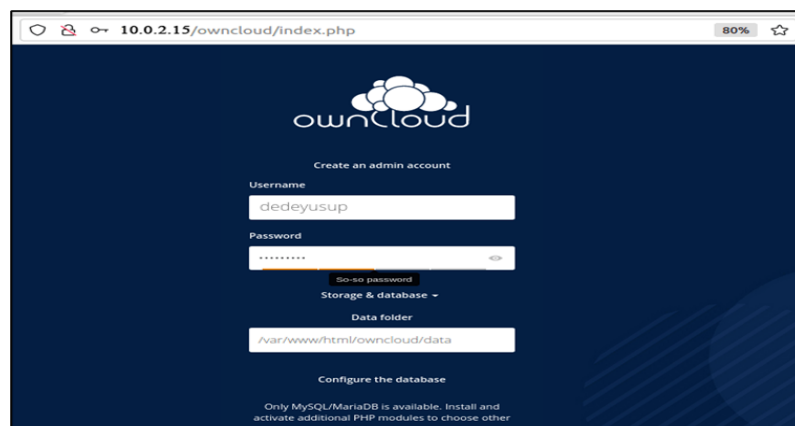 10.0.2.15/owncloud/index.php
80%
ownCloud
Create an admin account
Username
dedeyusup
Password
•••••••••
So-so password
Storage & database
Data folder
/var/www/html/owncloud/data
Configure the database
Only MySQL/MariaDB is available. Install and
activate additional PHP modules to choose other